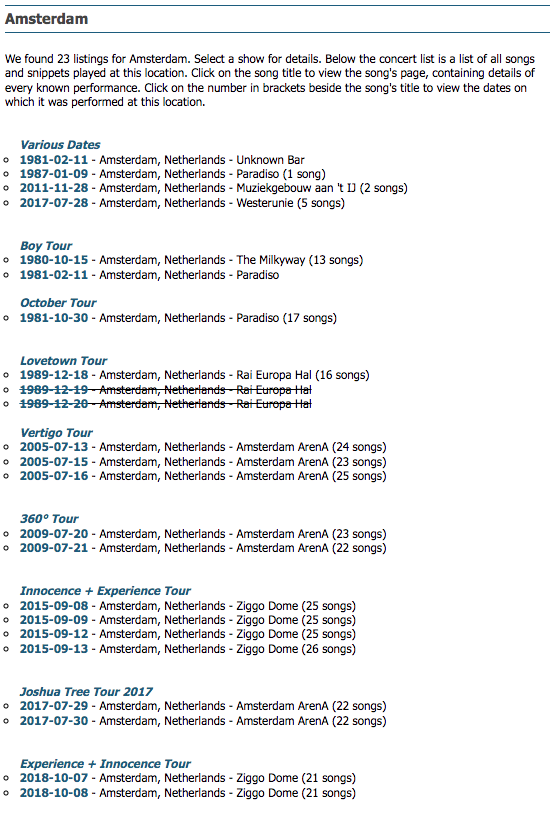 Amsterdam
We found 23 listings for Amsterdam. Select a show for details. Below the concert list is a list of all songs
and snippets played at this location. Click on the song title to view the song's page, containing details of
every known performance. Click on the number in brackets beside the song's title to view the dates on
which it was performed at this location.
Various Dates
1981-02-11 - Amsterdam, Netherlands - Unknown Bar
1987-01-09 - Amsterdam, Netherlands - Paradiso (1 song)
2011-11-28 - Amsterdam, Netherlands - Muziekgebouw aan 't IJ (2 songs)
2017-07-28 - Amsterdam, Netherlands - Westerunie (5 songs)
Boy Tour
1980-10-15 - Amsterdam, Netherlands - The Milkyway (13 songs)
1981-02-11 - Amsterdam, Netherlands - Paradiso
October Tour
1981-10-30 - Amsterdam, Netherlands - Paradiso (17 songs)
Lovetown Tour
1989-12-18 - Amsterdam, Netherlands - Rai Europa Hal (16 songs)
1989-12-19 - Amsterdam, Netherlands - Rai Europa Hal
1989-12-20 - Amsterdam, Netherlands - Rai Europa Hal
Vertigo Tour
2005-07-13 - Amsterdam, Netherlands - Amsterdam ArenA (24 songs)
2005-07-15 - Amsterdam, Netherlands - Amsterdam ArenA (23 songs)
2005-07-16 - Amsterdam, Netherlands - Amsterdam ArenA (25 songs)
360° Tour
2009-07-20 - Amsterdam, Netherlands - Amsterdam ArenA (23 songs)
2009-07-21 - Amsterdam, Netherlands - Amsterdam ArenA (22 songs)
Innocence + Experience Tour
2015-09-08 - Amsterdam, Netherlands - Ziggo Dome (25 songs)
2015-09-09 - Amsterdam, Netherlands - Ziggo Dome (25 songs)
2015-09-12 - Amsterdam, Netherlands - Ziggo Dome (25 songs)
2015-09-13 - Amsterdam, Netherlands - Ziggo Dome (26 songs)
Joshua Tree Tour 2017
2017-07-29 - Amsterdam, Netherlands - Amsterdam ArenA (22 songs)
2017-07-30 - Amsterdam, Netherlands - Amsterdam ArenA (22 songs)
Experience + Innocence Tour
2018-10-07 - Amsterdam, Netherlands - Ziggo Dome (21 songs)
2018-10-08 - Amsterdam, Netherlands - Ziggo Dome (21 songs)